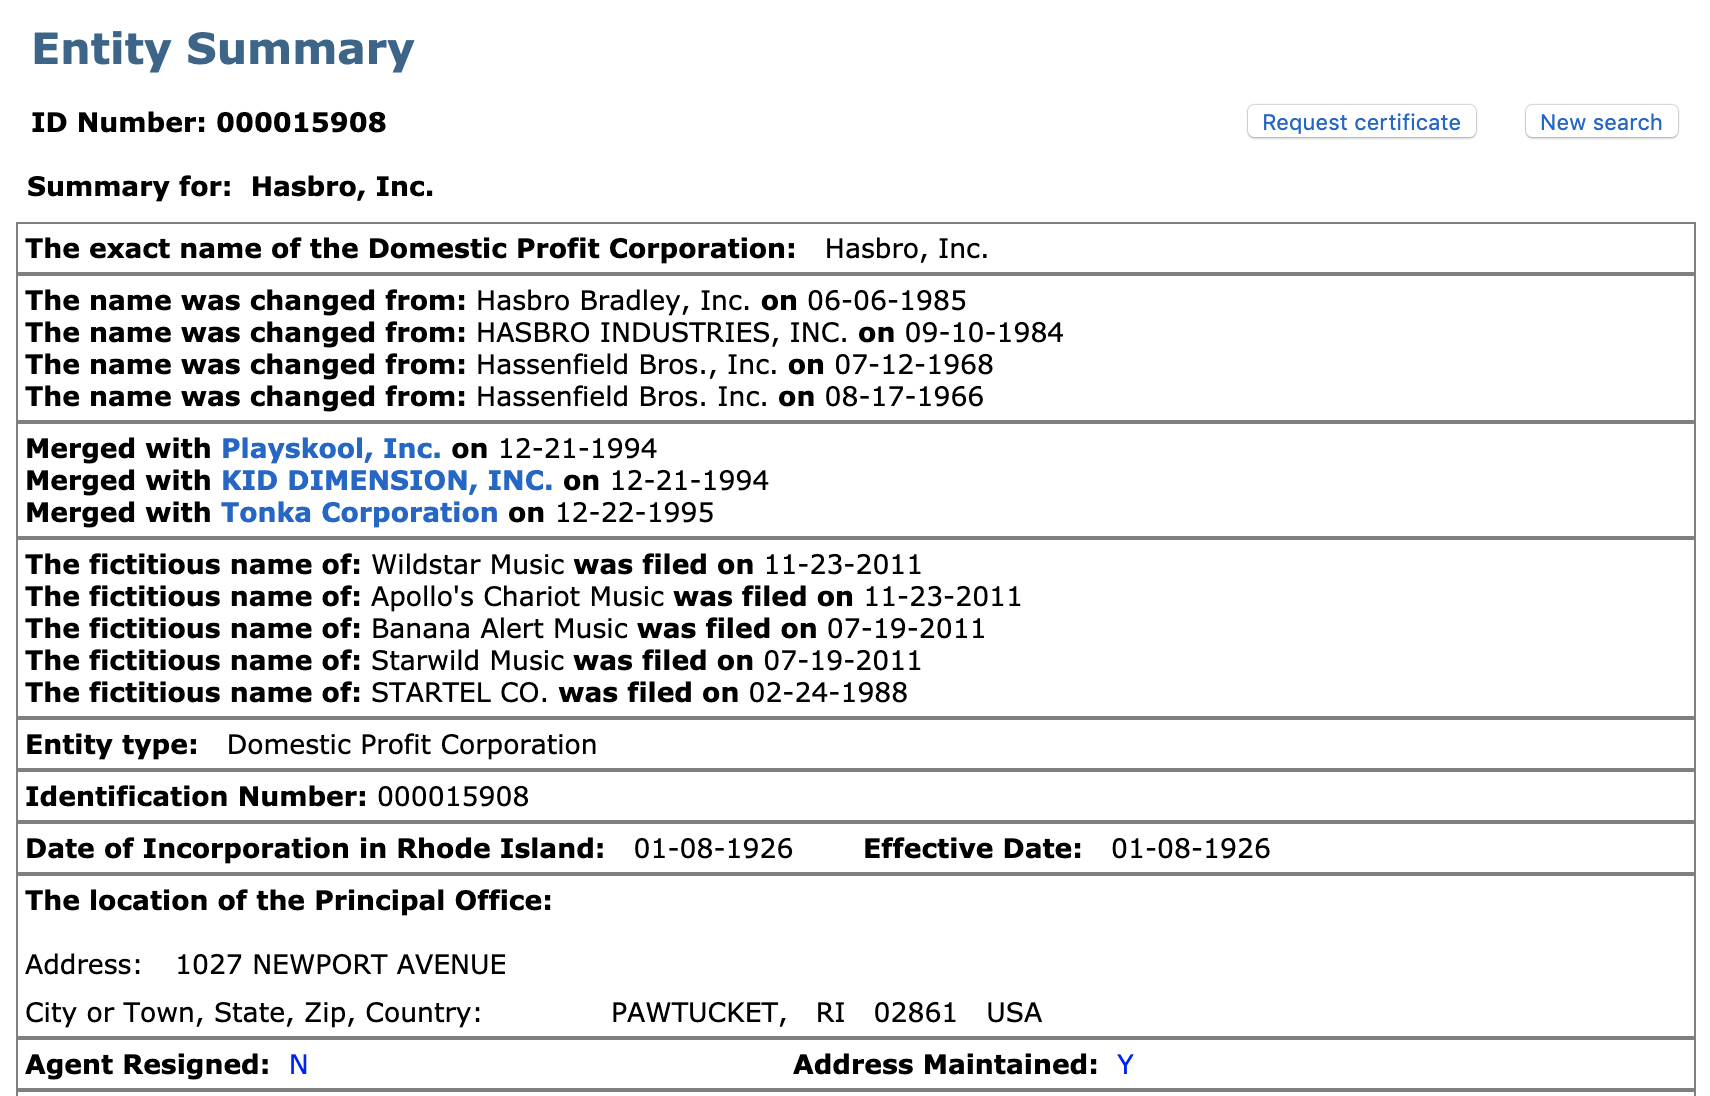 Entity Summary
ID Number: 000015908
Request certificate
New search
Summary for: Hasbro, Inc.
The exact name of the Domestic Profit Corporation: Hasbro, Inc.
The name was changed from: Hasbro Bradley, Inc. on 06-06-1985
The name was changed from: HASBRO INDUSTRIES, INC. on 09-10-1984
The name was changed from: Hassenfield Bros., Inc. on 07-12-1968
The name was changed from: Hassenfield Bros. Inc. on 08-17-1966
Merged with Playskool, Inc. on 12-21-1994
Merged with KID DIMENSION, INC. on 12-21-1994
Merged with Tonka Corporation on 12-22-1995
The fictitious name of: Wildstar Music was filed on 11-23-2011
The fictitious name of: Apollo's Chariot Music was filed on 11-23-2011
The fictitious name of: Banana Alert Music was filed on 07-19-2011
The fictitious name of: Starwild Music was filed on 07-19-2011
The fictitious name of: STARTEL CO. was filed on 02-24-1988
Entity type: Domestic Profit Corporation
Identification Number: 000015908
Date of Incorporation in Rhode Island: 01-08-1926 Effective Date: 01-08-1926
The location of the Principal Office:
Address: 1027 NEWPORT AVENUE
City or Town, State, Zip, Country: PAWTUCKET, RI 02861 USA
Agent Resigned: N Address Maintained: Y